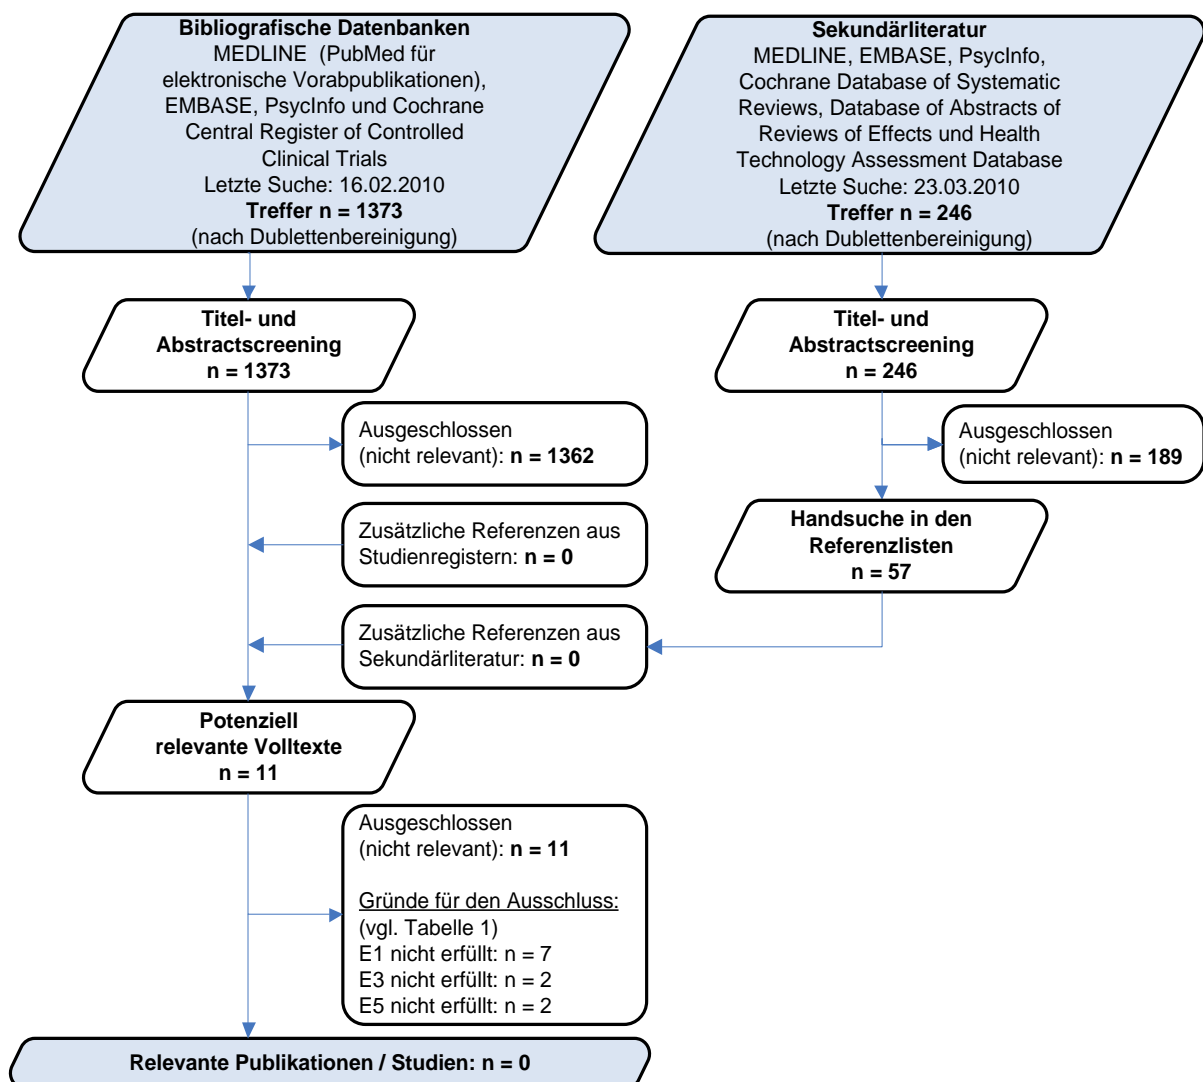 Bibliografische Datenbanken
MEDLINE (PubMed für
elektronische Vorabpublikationen),
EMBASE, PsycInfo und Cochrane
Central Register of Controlled
Clinical Trials
Letzte Suche: 16.02.2010
Treffer n = 1373
(nach Dublettenbereinigung)
Sekundärliteratur
MEDLINE, EMBASE, PsycInfo,
Cochrane Database of Systematic
Reviews, Database of Abstracts of
Reviews of Effects und Health
Technology Assessment Database
Letzte Suche: 23.03.2010
Treffer n = 246
(nach Dublettenbereinigung)
Titel- und
Abstractscreening
n = 1373
Titel- und
Abstractscreening
n = 246
Ausgeschlossen
(nicht relevant): n = 1362
Ausgeschlossen
(nicht relevant): n = 189
Zusätzliche Referenzen aus
Studienregistern: n = 0
Handsuche in den
Referenzlisten
n = 57
Zusätzliche Referenzen aus
Sekundärliteratur: n = 0
Potenziell
relevante Volltexte
n = 11
Ausgeschlossen
(nicht relevant): n = 11
Gründe für den Ausschluss:
(vgl. Tabelle 1)
E1 nicht erfüllt: n = 7
E3 nicht erfüllt: n = 2
E5 nicht erfüllt: n = 2
Relevante Publikationen / Studien: n = 0